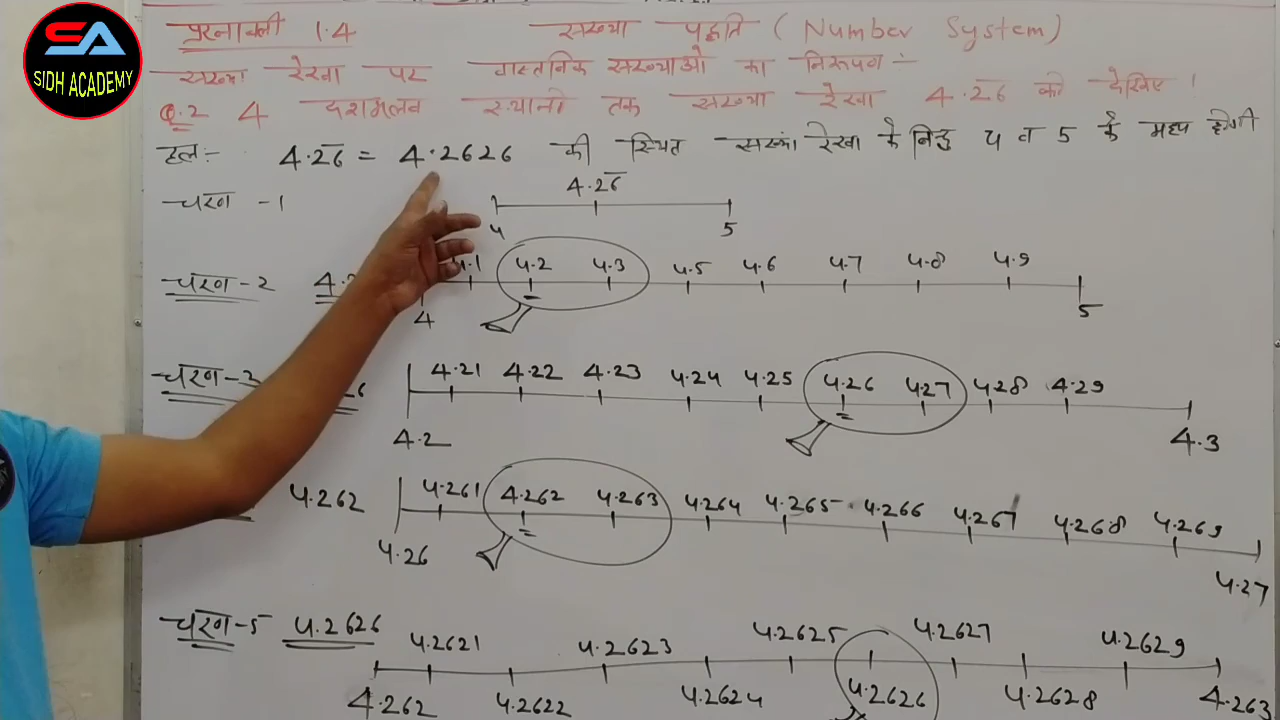 SA
SIDH ACADEMY
प्रश्नावली 1.4 संख्या पद्धति ( Number System )
संख्या रेखा पर वास्तविक संख्याओ का निरूपण :-
Q.2 4 दशमलव स्थानो तक संख्या रेखा 4.2̅6̅ को देखिए ।
हल :- 4.2̅6̅ = 4.2626 की स्थित संख्या रेखा के बिन्दु 4 व 5 के मध्य होगी
चरण -1 4.2̅6̅
4 5
चरण-2 4.1 4.2 4.3 4.5 4.6 4.7 4.8 4.9
4 5
चरण-3 4.21 4.22 4.23 4.24 4.25 4.26 4.27 4.28 4.29
4.2 4.3
4.262 4.261 4.262 4.263 4.264 4.265 4.266 4.267 4.268 4.269
4.26 4.27
चरण-5 4.2626 4.2621 4.2623 4.2625 4.2627 4.2629
4.262 4.2622 4.2624 4.2626 4.2628 4.263